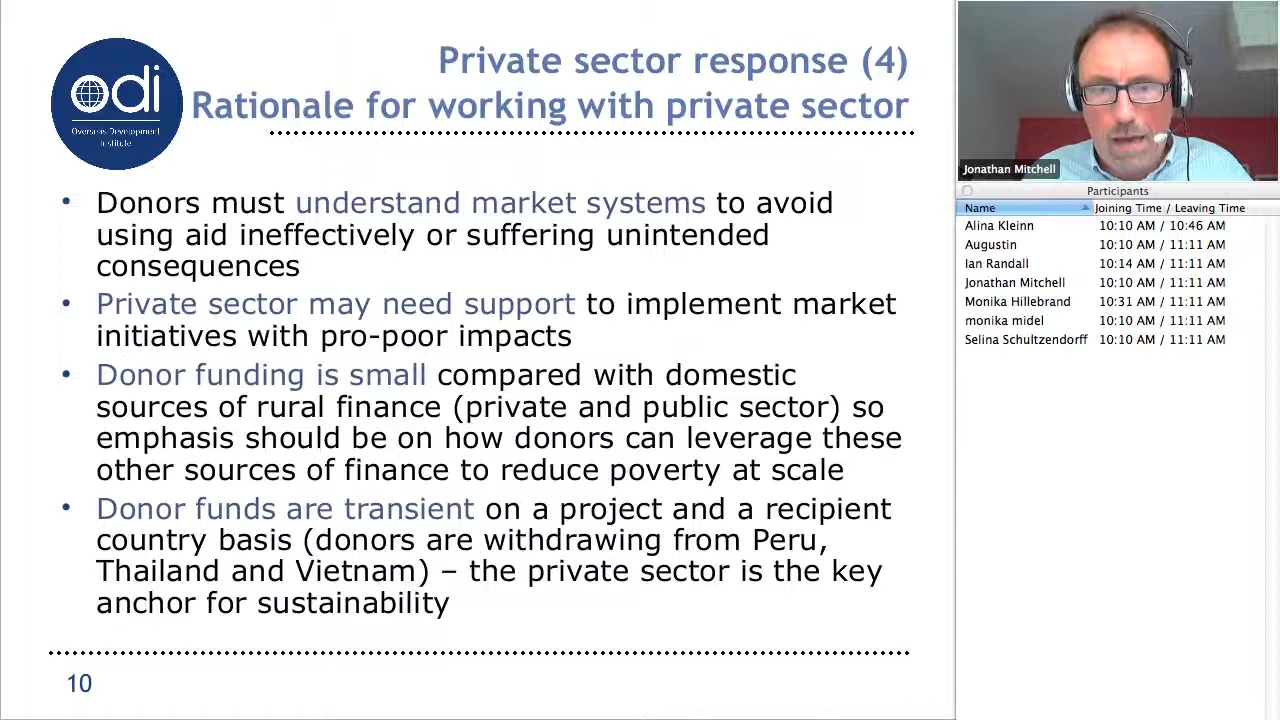 Private sector response (4)
Rationale for working with private sector
odi
Overseas Development
Institute
• Donors must understand market systems to avoid
using aid ineffectively or suffering unintended
consequences
• Private sector may need support to implement market
initiatives with pro-poor impacts
• Donor funding is small compared with domestic
sources of rural finance (private and public sector) so
emphasis should be on how donors can leverage these
other sources of finance to reduce poverty at scale
• Donor funds are transient on a project and a recipient
country basis (donors are withdrawing from Peru,
Thailand and Vietnam) – the private sector is the key
anchor for sustainability
10
Jonathan Mitchell
Participants
Name Joining Time / Leaving Time
Alina Kleinn 10:10 AM / 10:46 AM
Augustin 10:10 AM / 11:11 AM
Ian Randall 10:14 AM / 11:11 AM
Jonathan Mitchell 10:10 AM / 11:11 AM
Monika Hillebrand 10:31 AM / 11:11 AM
monika midel 10:10 AM / 11:11 AM
Selina Schultzendorff 10:10 AM / 11:11 AM